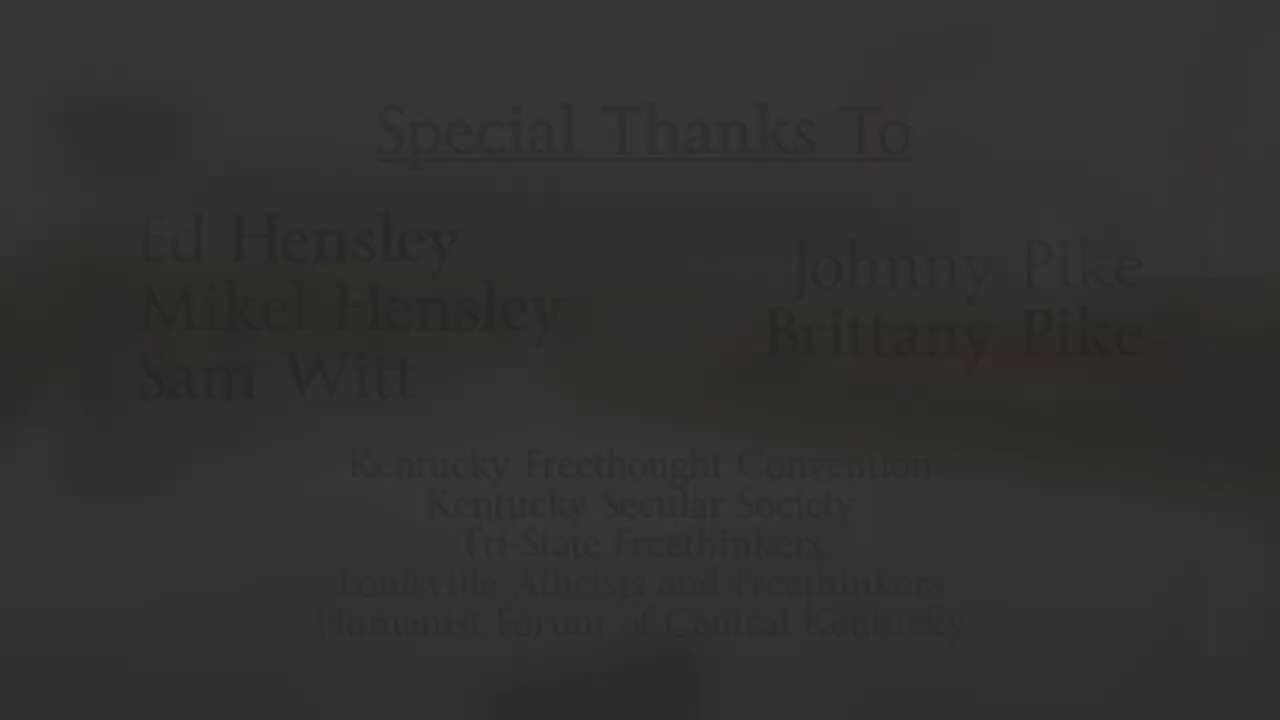 Special Thanks To
Ed Hensley
Mikel Hensley
Sam Witt
Johnny Pike
Brittany Pike
Kentucky Freethought Convention
Kentucky Secular Society
Tri-State Freethinkers
Louisville Atheists and Freethinkers
Humanist Forum of Central Kentucky